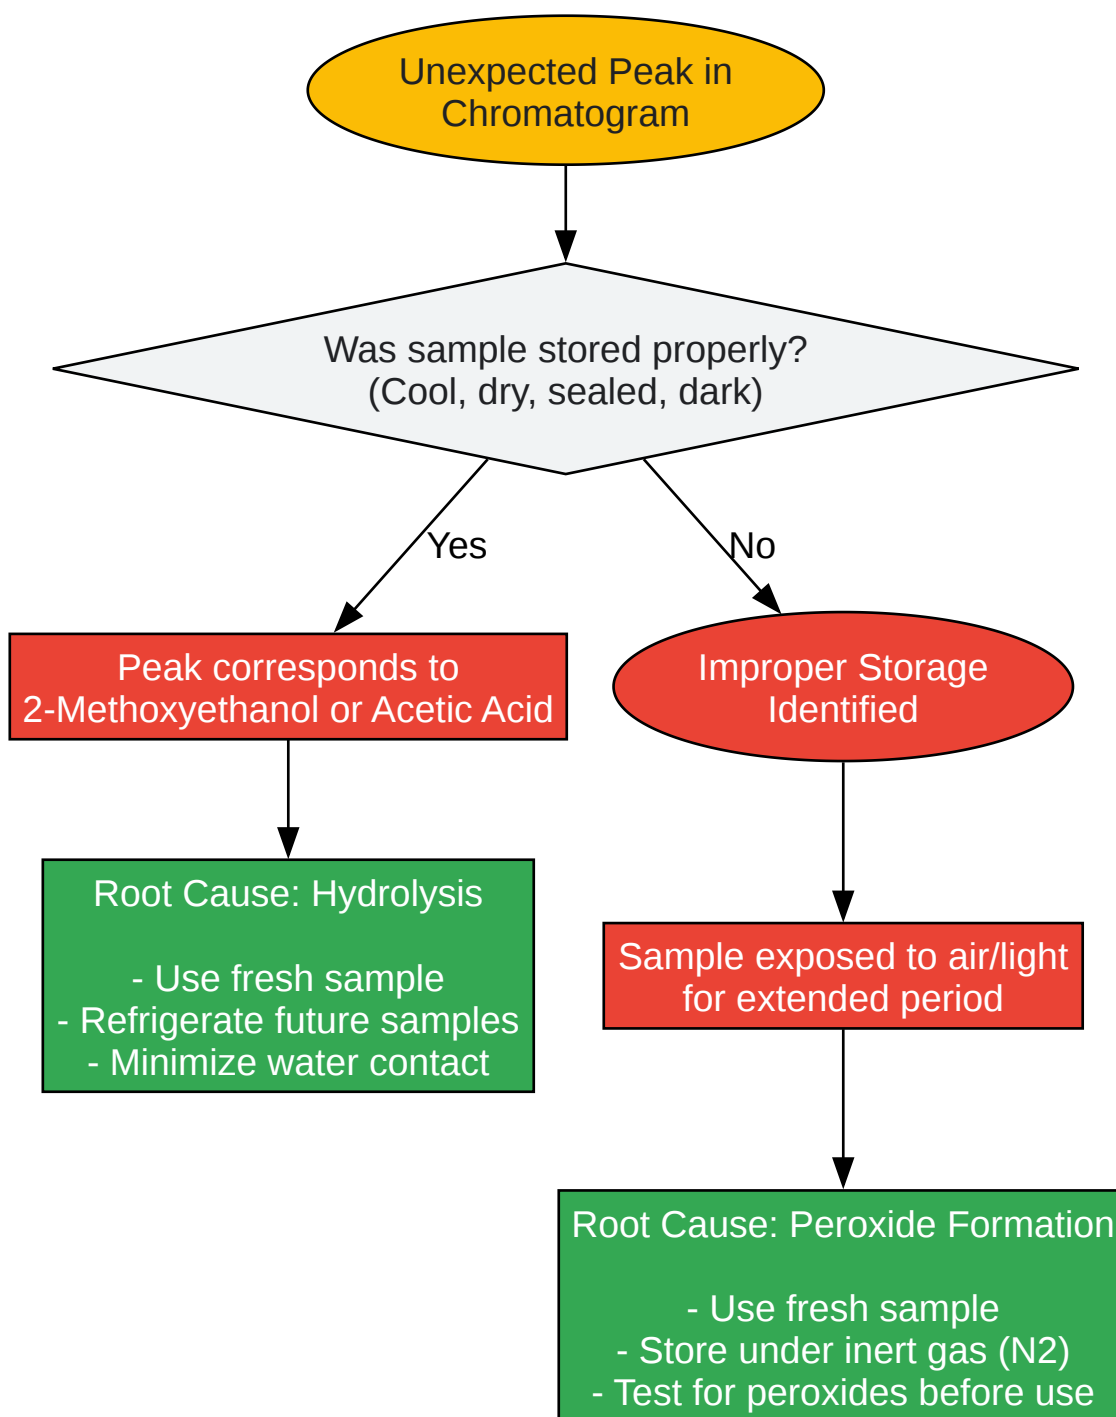 Unexpected Peak in
Chromatogram
Was sample stored properly?
(Cool, dry, sealed, dark)
Yes
No
Peak corresponds to
2-Methoxyethanol or Acetic Acid
Improper Storage
Identified
Root Cause: Hydrolysis
- Use fresh sample
- Refrigerate future samples
- Minimize water contact
Sample exposed to air/light
for extended period
Root Cause: Peroxide Formation
- Use fresh sample
- Store under inert gas (N2)
- Test for peroxides before use